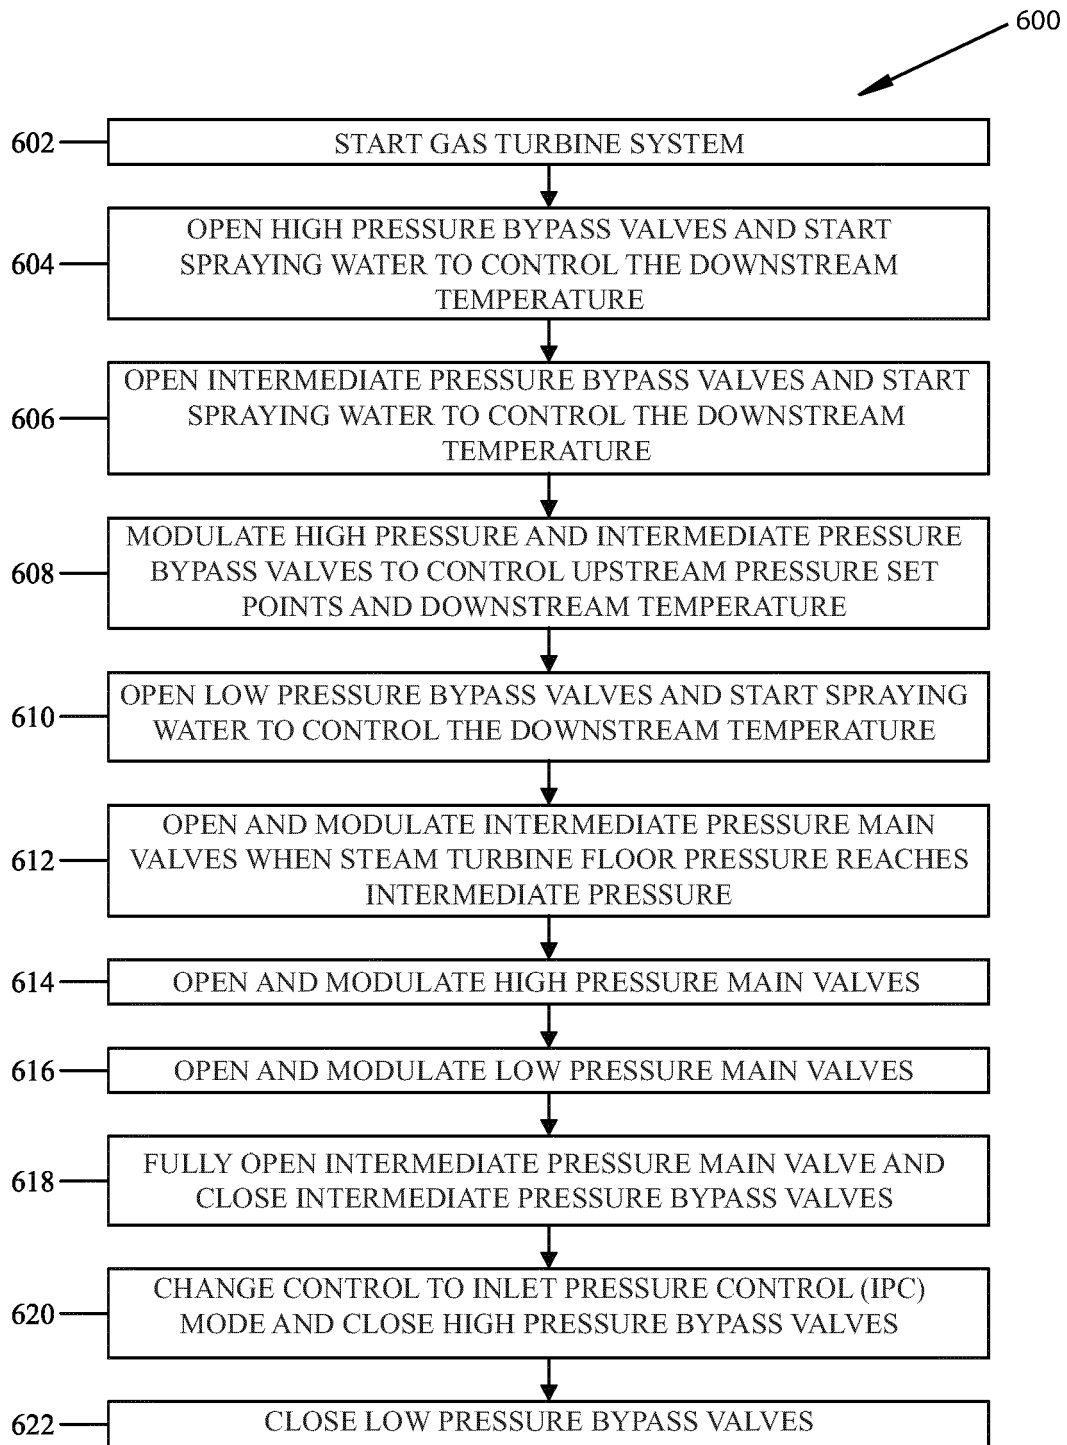 600
602
START GAS TURBINE SYSTEM
604
OPEN HIGH PRESSURE BYPASS VALVES AND START
SPRAYING WATER TO CONTROL THE DOWNSTREAM
TEMPERATURE
606
OPEN INTERMEDIATE PRESSURE BYPASS VALVES AND START
SPRAYING WATER TO CONTROL THE DOWNSTREAM
TEMPERATURE
608
MODULATE HIGH PRESSURE AND INTERMEDIATE PRESSURE
BYPASS VALVES TO CONTROL UPSTREAM PRESSURE SET
POINTS AND DOWNSTREAM TEMPERATURE
610
OPEN LOW PRESSURE BYPASS VALVES AND START SPRAYING
WATER TO CONTROL THE DOWNSTREAM TEMPERATURE
612
OPEN AND MODULATE INTERMEDIATE PRESSURE MAIN
VALVES WHEN STEAM TURBINE FLOOR PRESSURE REACHES
INTERMEDIATE PRESSURE
614
OPEN AND MODULATE HIGH PRESSURE MAIN VALVES
616
OPEN AND MODULATE LOW PRESSURE MAIN VALVES
618
FULLY OPEN INTERMEDIATE PRESSURE MAIN VALVE AND
CLOSE INTERMEDIATE PRESSURE BYPASS VALVES
620
CHANGE CONTROL TO INLET PRESSURE CONTROL (IPC)
MODE AND CLOSE HIGH PRESSURE BYPASS VALVES
622
CLOSE LOW PRESSURE BYPASS VALVES